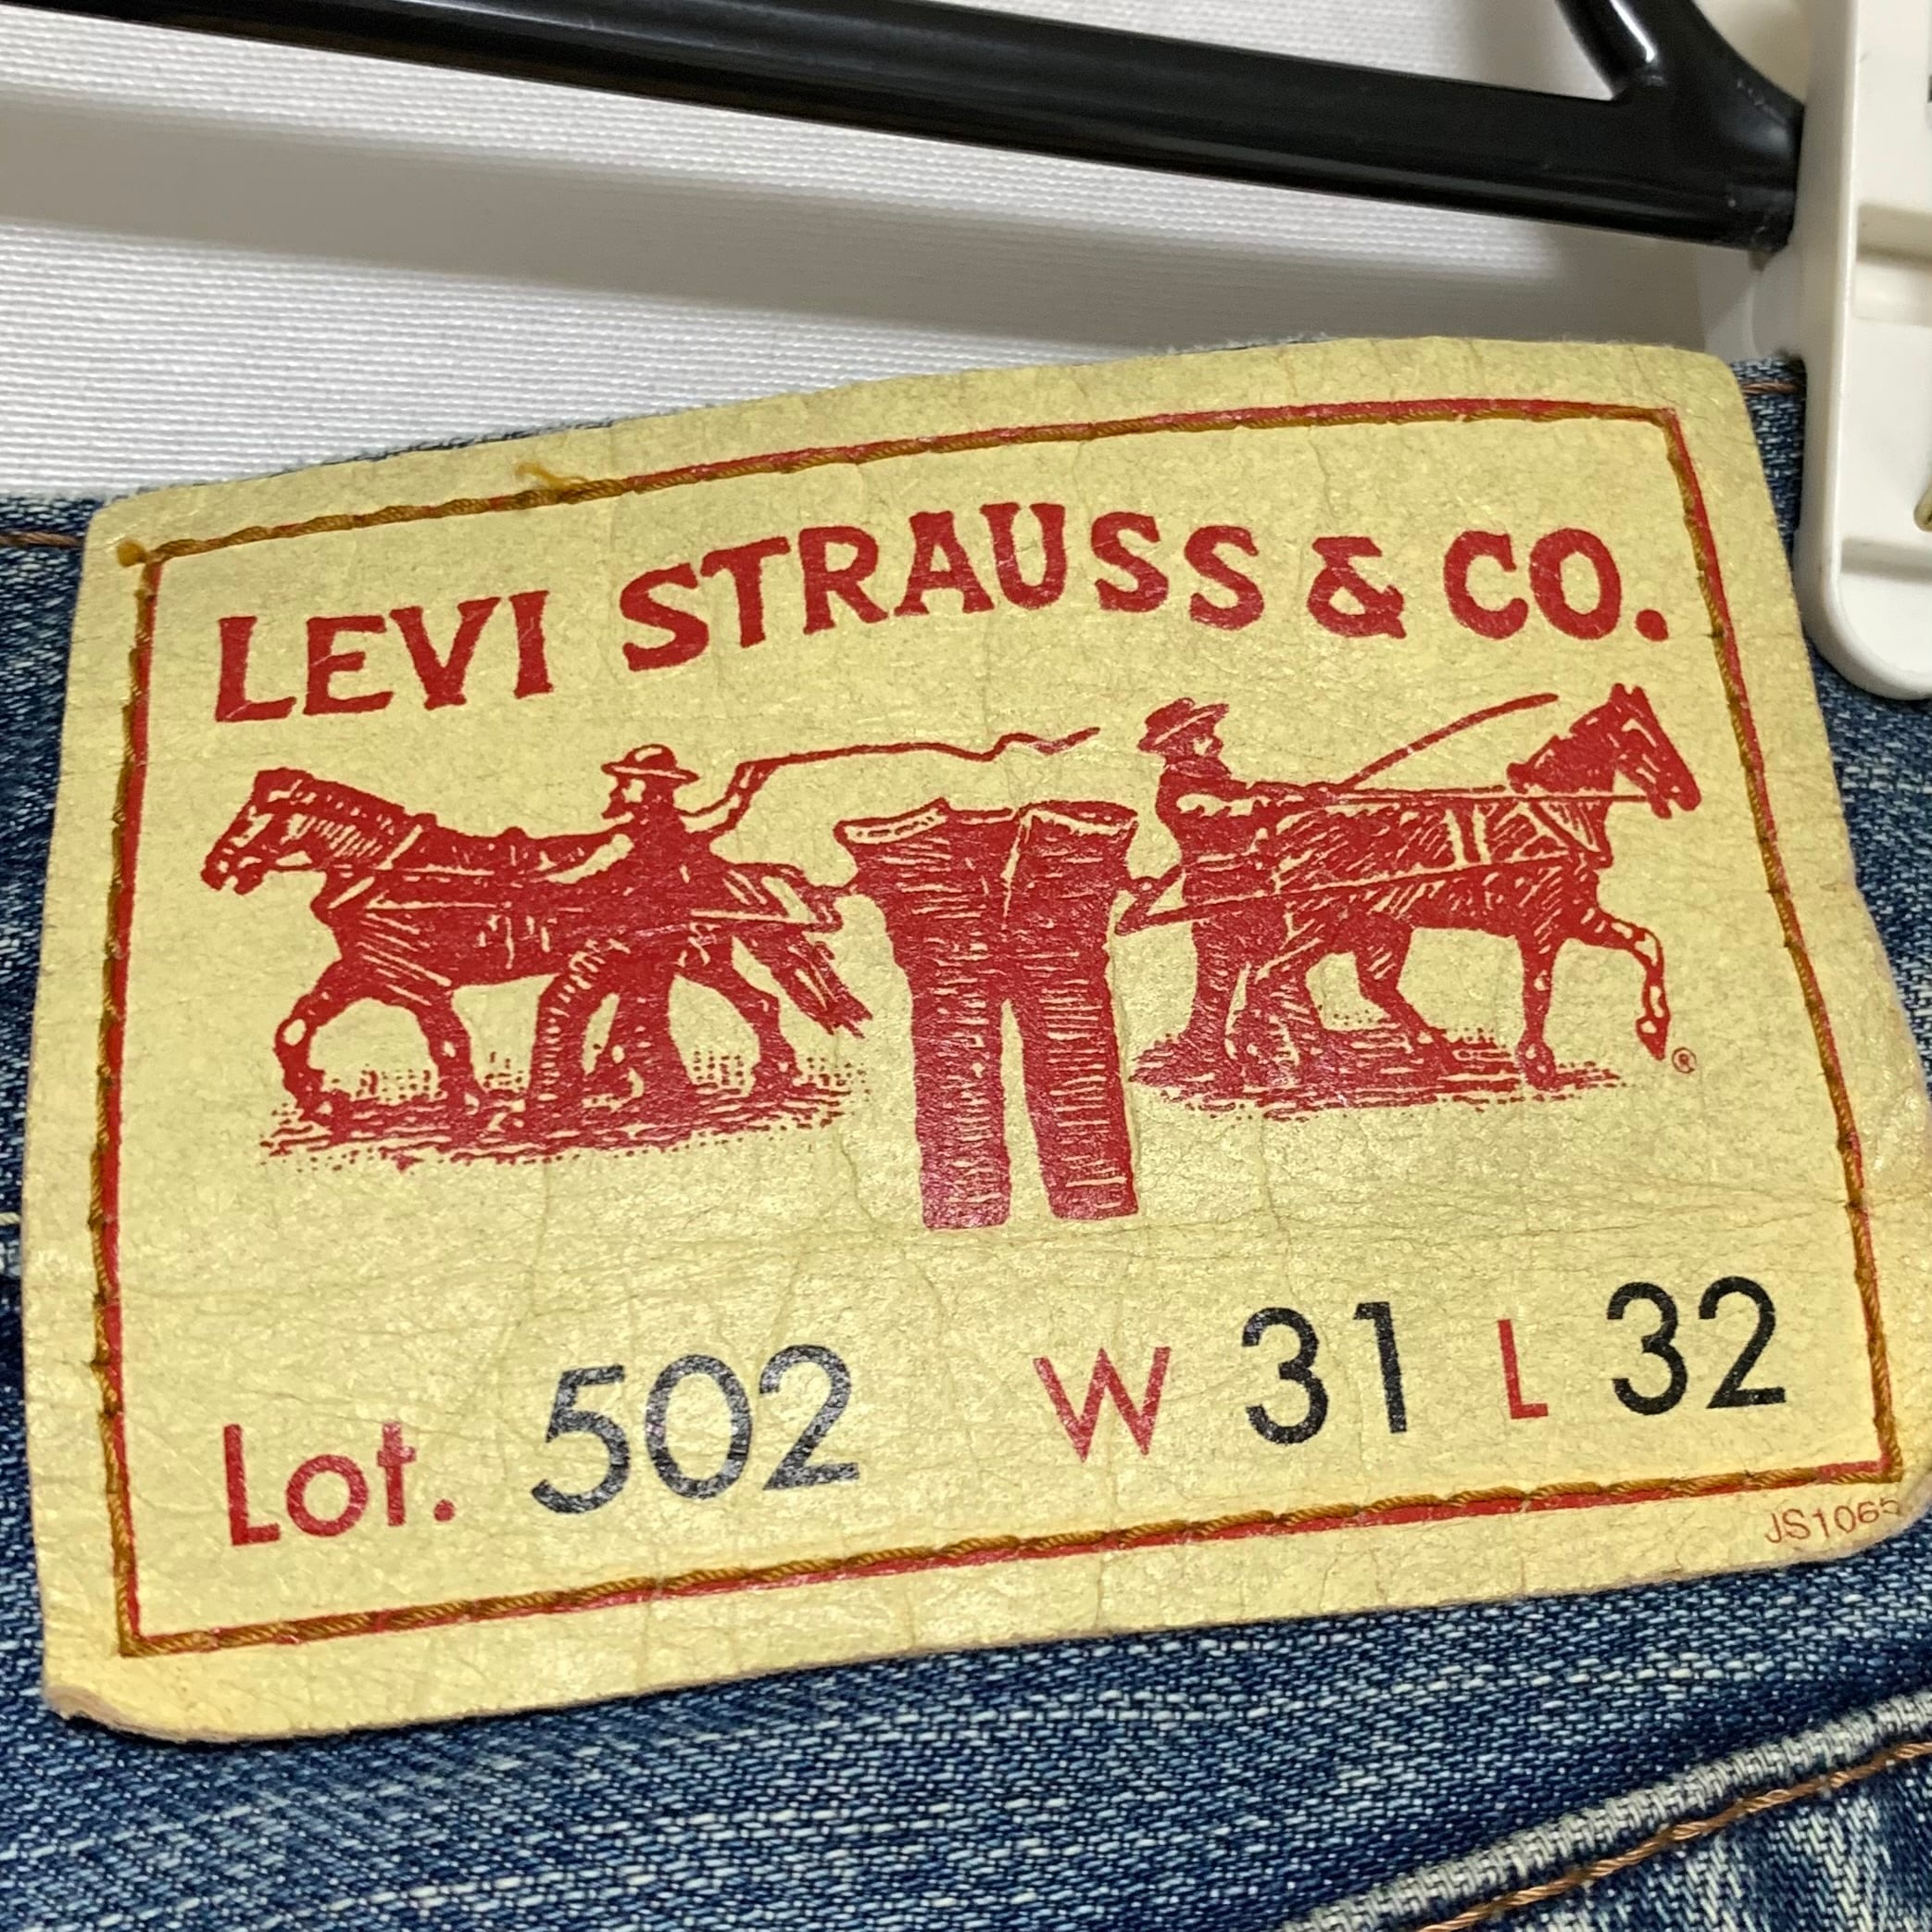 LEVI STRAUSS & CO.
®
Lot. 502 W 31 L 32
JS1065